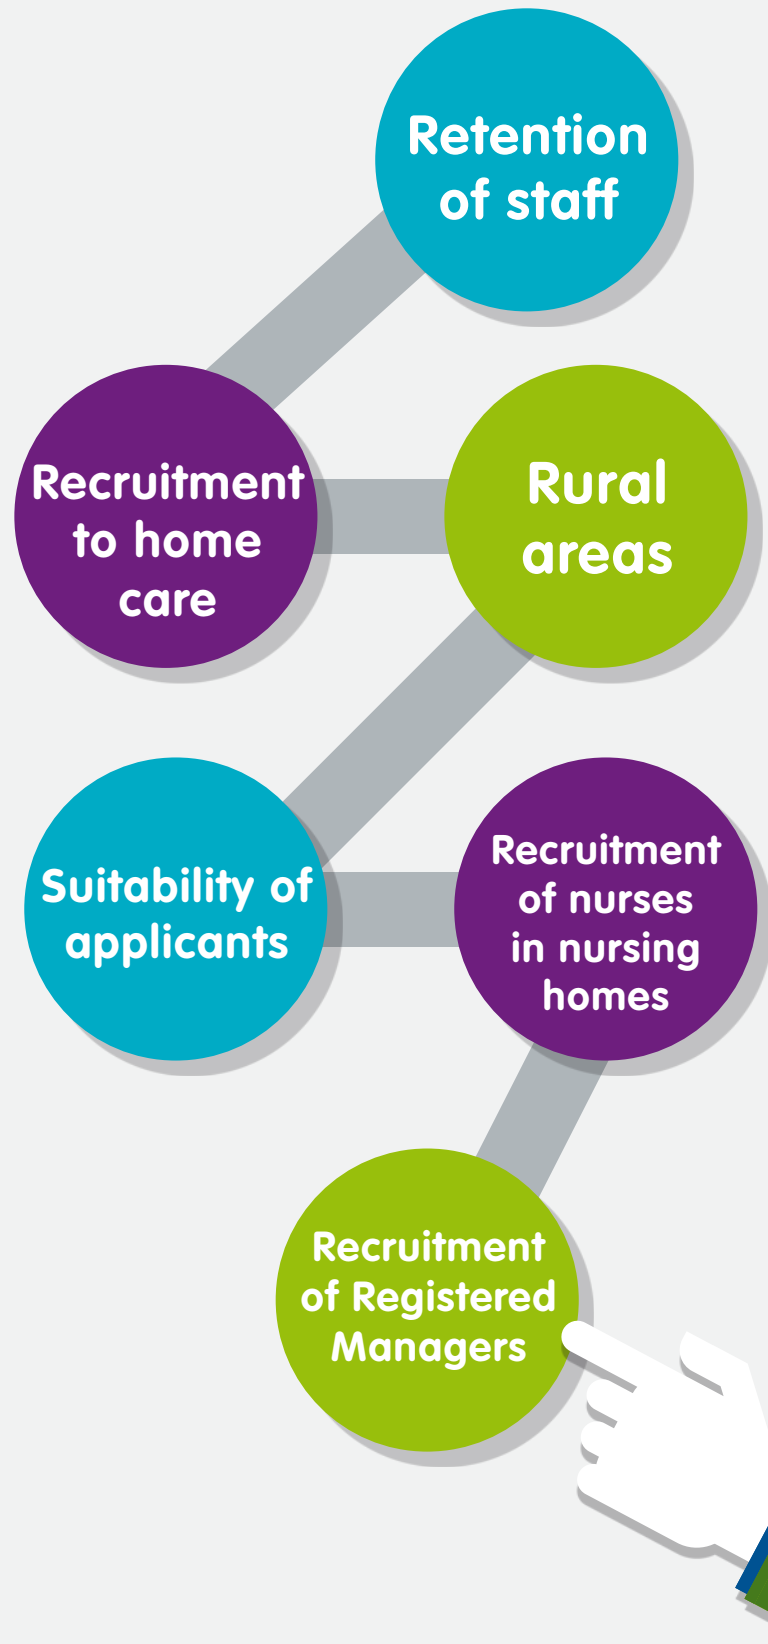 Retention
of staff
Recruitment
to home
care
Rural
areas
Suitability of
applicants
Recruitment
of nurses
in nursing
homes
Recruitment
of Registered
Managers